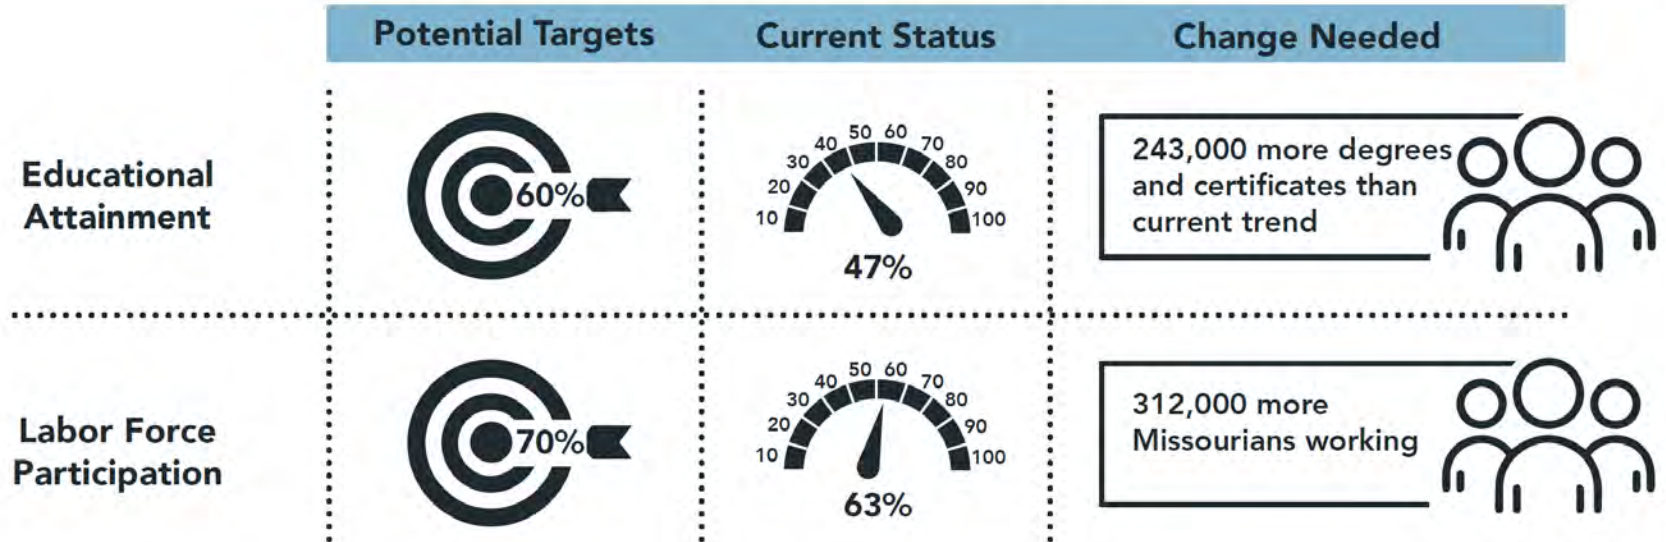 Potential Targets
Current Status
Change Needed
Educational
Attainment
60%
10
20
30
40
50
60
70
80
90
100
47%
243,000 more degrees
and certificates than
current trend
Labor Force
Participation
70%
10
20
30
40
50
60
70
80
90
100
63%
312,000 more
Missourians working